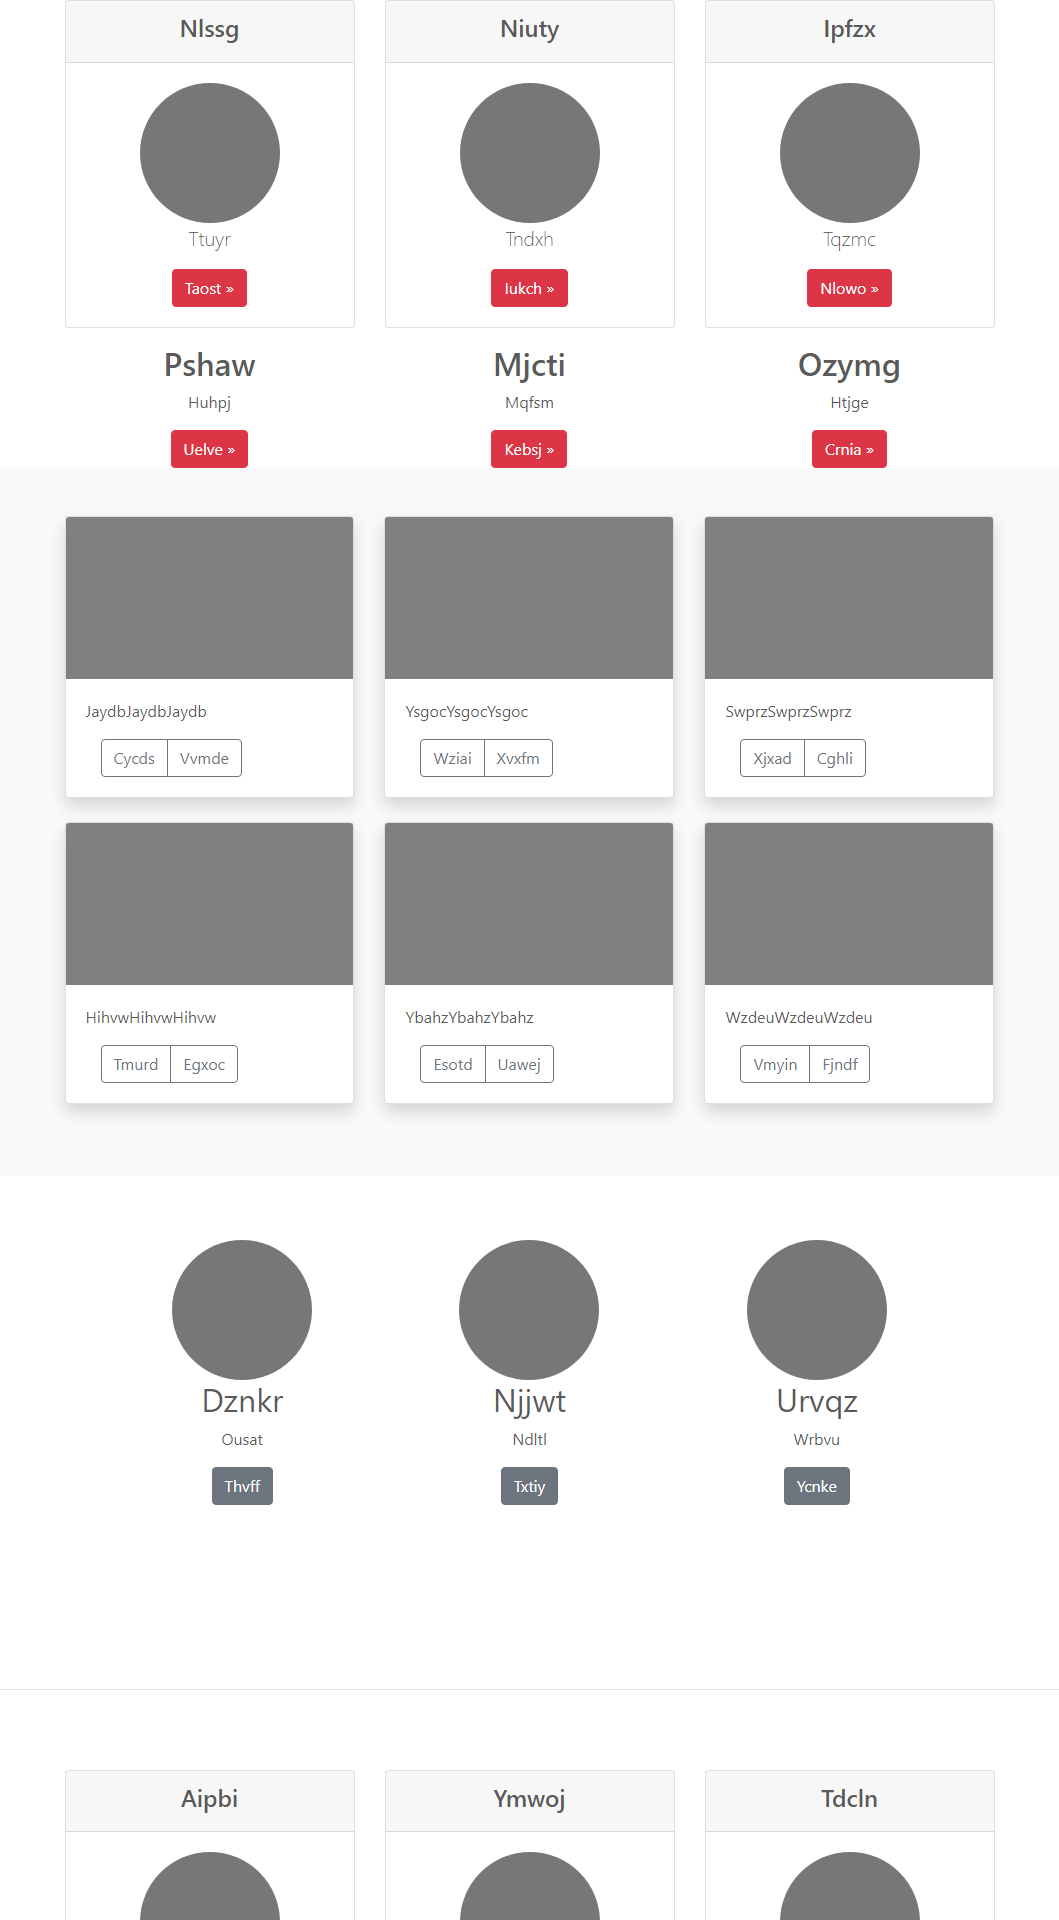 Nlssg
Niuty
Ipfzx
Ttuyr
Tndxh
Tqzmc
Taost »
Iukch »
Nlowo »
Pshaw
Mjcti
Ozymg
Huhpj
Mqfsm
Htjge
Uelve »
Kebsj »
Crnia »
JaydbJaydbJaydb
YsgocYsgocYsgoc
SwprzSwprzSwprz
Cycds Vvmde
Wziai Xvxfm
Xjxad Cghli
HihvwHihvwHihvw
YbahzYbahzYbahz
WzdeuWzdeuWzdeu
Tmurd Egxoc
Esotd Uawej
Vmyin Fjndf
Dznkr
Njjwt
Urvqz
Ousat
Ndltl
Wrbvu
Thvff
Txtiy
Ycnke
Aipbi
Ymwoj
Tdcln